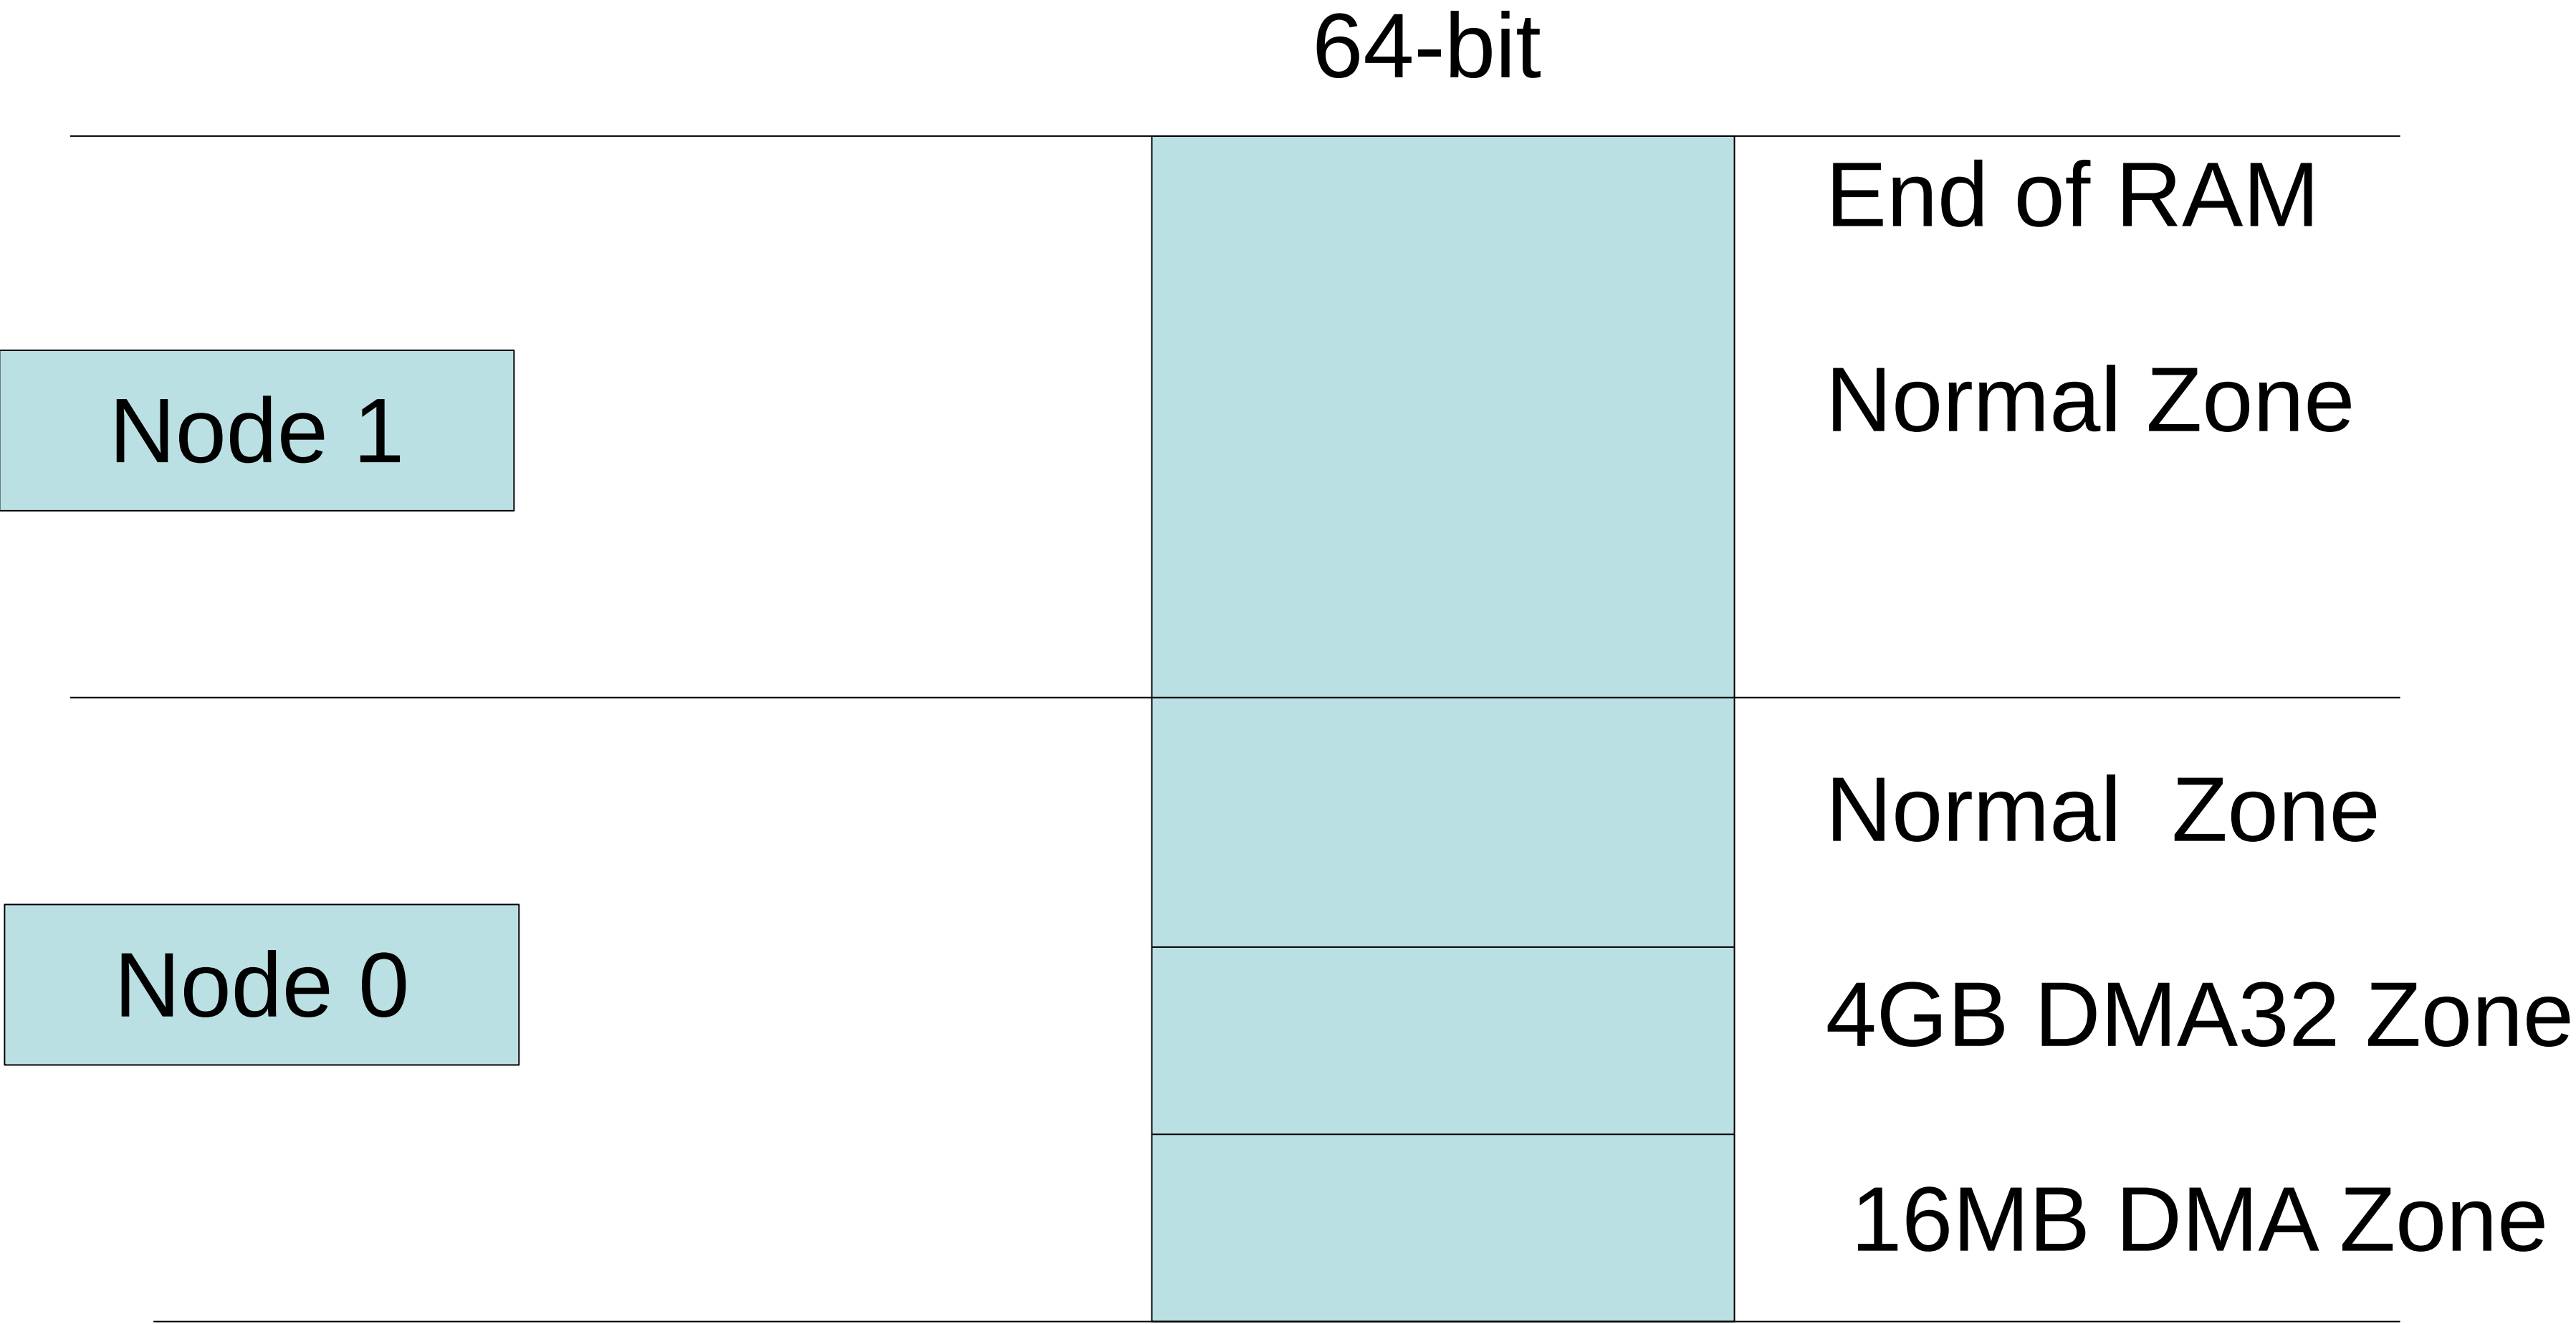 64-bit
End of RAM
Normal Zone
Node 1
Normal  Zone
Node 0
4GB DMA32 Zone
16MB DMA Zone